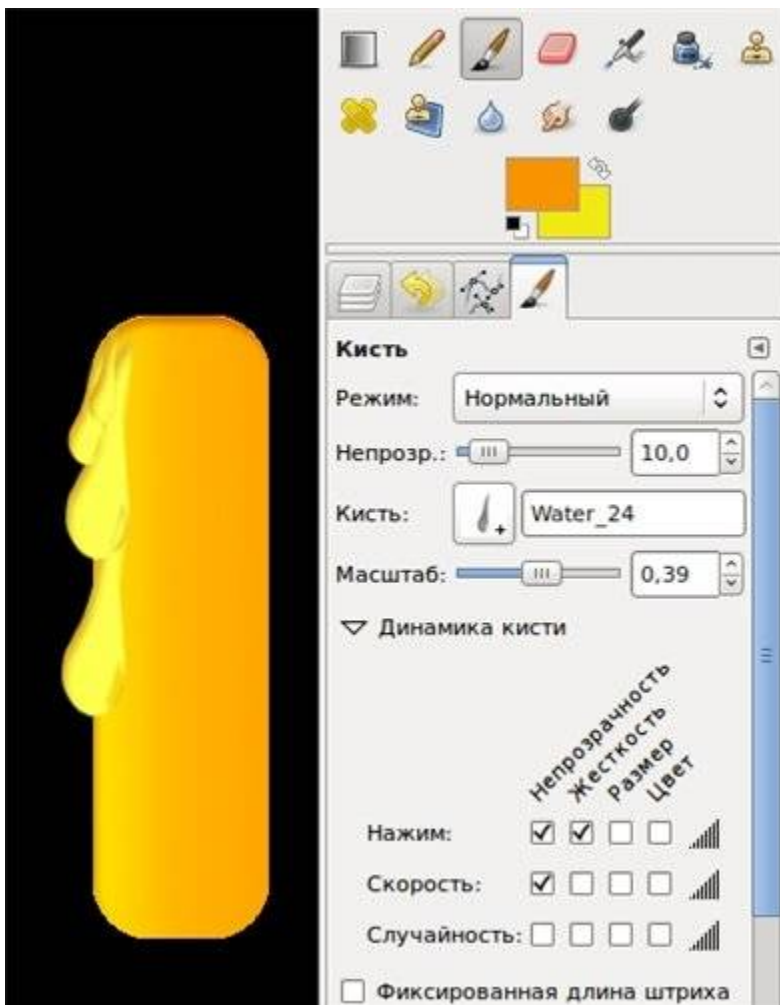 Кисть
Режим: Нормальный
Непрозр.: 10,0
Кисть: Water_24
Масштаб: 0,39
Динамика кисти
Непрозрачность
Жесткость
Размер
Цвет
Нажим:
Скорость:
Случайность:
Фиксированная длина штриха